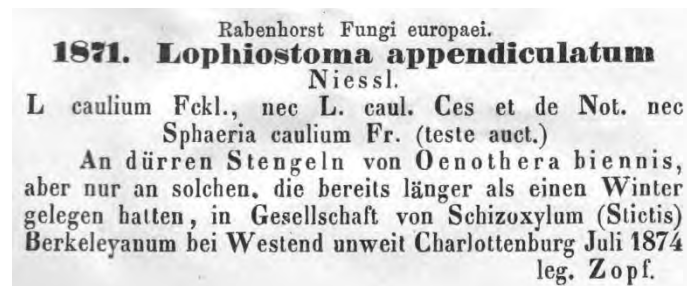 Rabenhorst Fungi europaei.
1871. Lophiostoma appendiculatum
Niessl.
L caulium Fckl., nec L. caul. Ces et de Not. nec
Sphaeria caulium Fr. (teste auct.)
An dürren Stengeln von Oenothera biennis,
aber nur an solchen. die bereits länger als einen Winter
gelegen hatten, in Gesellschaft von Schizoxylum (Stictis)
Berkeleyanum bei Westend unweit Charlottenburg Juli 1874
leg. Zopf.